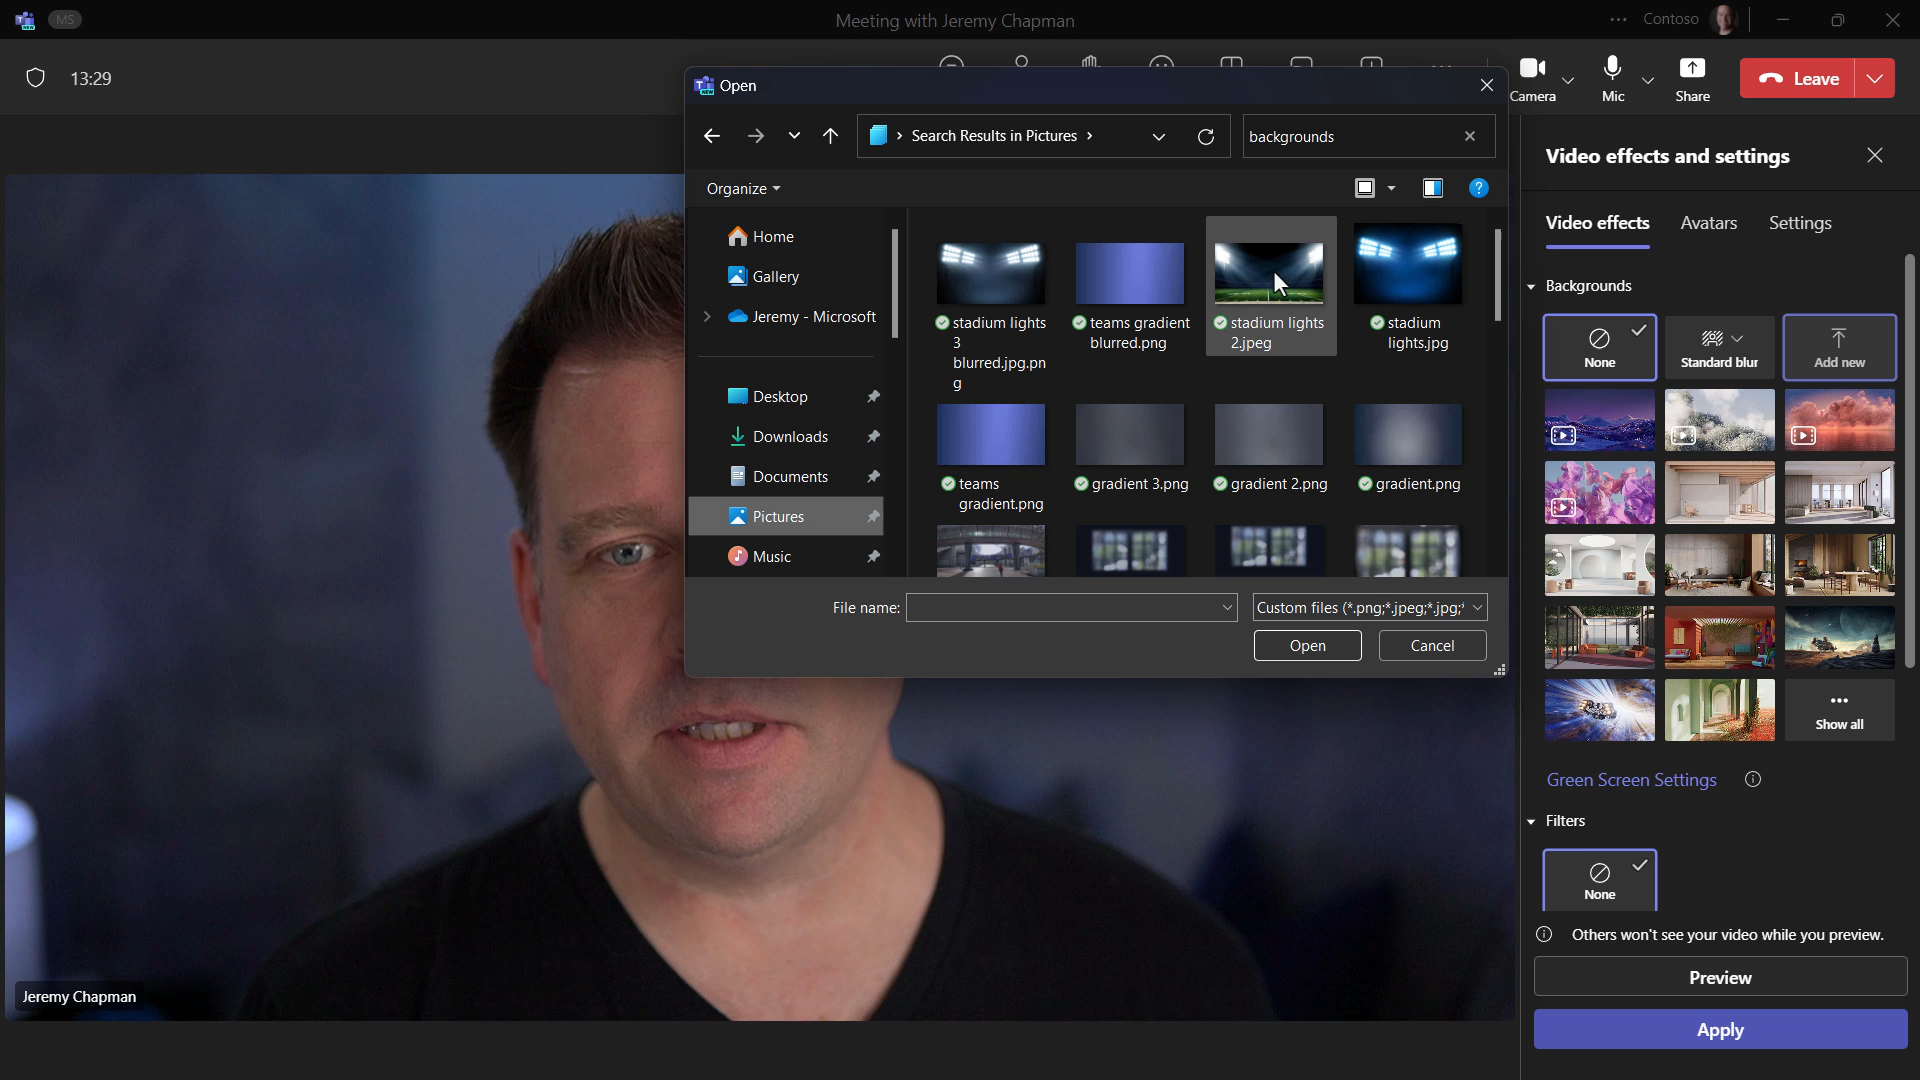 MS
Meeting with Jeremy Chapman
Contoso
13:29
Camera
Mic
Share
Leave
Open
Search Results in Pictures
backgrounds
Organize
Home
Gallery
Jeremy - Microsoft
Desktop
Downloads
Documents
Pictures
Music
stadium lights
3
blurred.jpg.pn
g
teams gradient
blurred.png
stadium lights
2.jpeg
stadium
lights.jpg
teams
gradient.png
gradient 3.png
gradient 2.png
gradient.png
File name:
Custom files (*.png;*.jpeg;*.jpg;*
Open
Cancel
Video effects and settings
Video effects
Avatars
Settings
Backgrounds
None
Standard blur
Add new
Show all
Green Screen Settings
Filters
None
Others won't see your video while you preview.
Preview
Apply
Jeremy Chapman